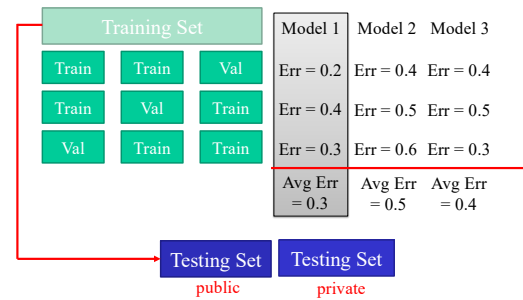 Training Set
Model 1 Model 2 Model 3
Train Train Val Err = 0.2 Err = 0.4 Err = 0.4
Train Val Train Err = 0.4 Err = 0.5 Err = 0.5
Val Train Train Err = 0.3 Err = 0.6 Err = 0.3
Avg Err Avg Err Avg Err
= 0.3 = 0.5 = 0.4
Testing Set Testing Set
public private